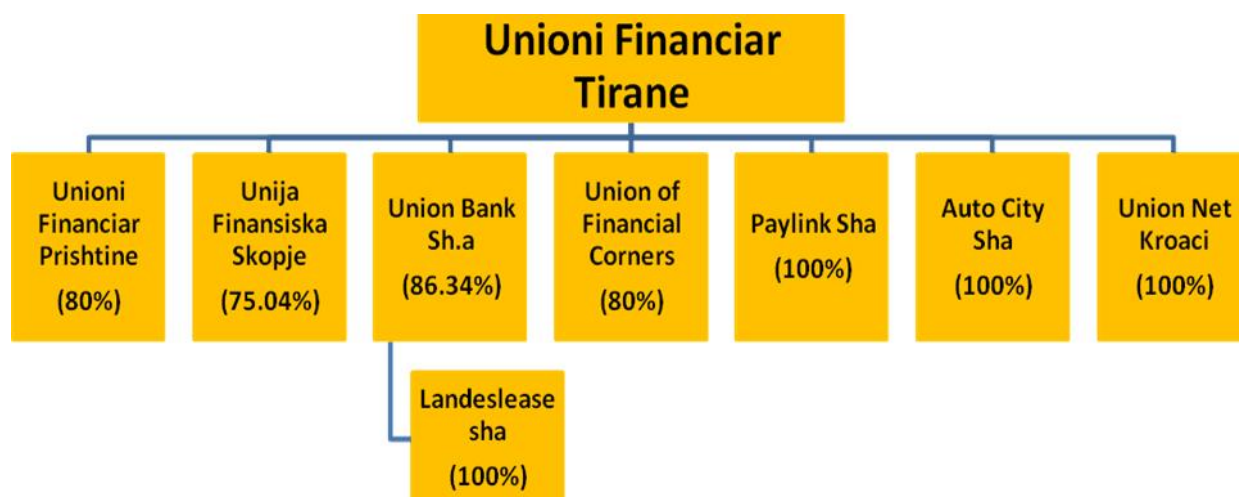 Unioni Financiar
Tirane
Unioni
Financiar
Prishtine
(80%)
Unija
Finansiska
Skopje
(75.04%)
Union Bank
Sh.a
(86.34%)
Union of
Financial
Corners
(80%)
Paylink Sha
(100%)
Auto City
Sha
(100%)
Union Net
Kroaci
(100%)
Landeslease
sha
(100%)